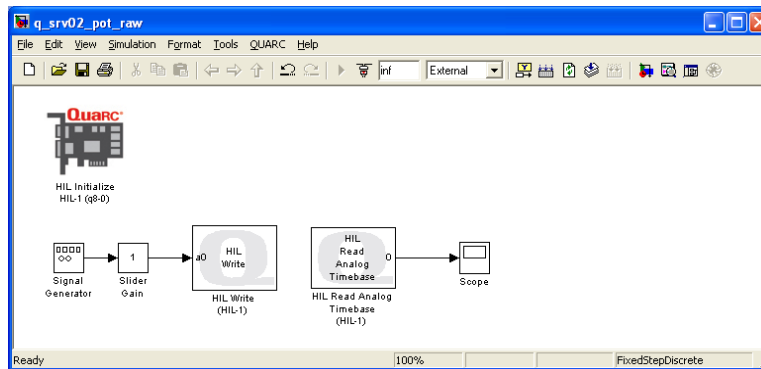 q_srv02_pot_raw
File Edit View Simulation Format Tools QUARC Help
inf External
QUARC
HIL Initialize
HIL-1 (q8-0)
Signal
Generator
1
Slider
Gain
a0
HIL
Write
HIL Write
(HIL-1)
HIL
Read
Analog
Timebase
0
HIL Read Analog
Timebase
(HIL-1)
Scope
Ready 100% FixedStepDiscrete